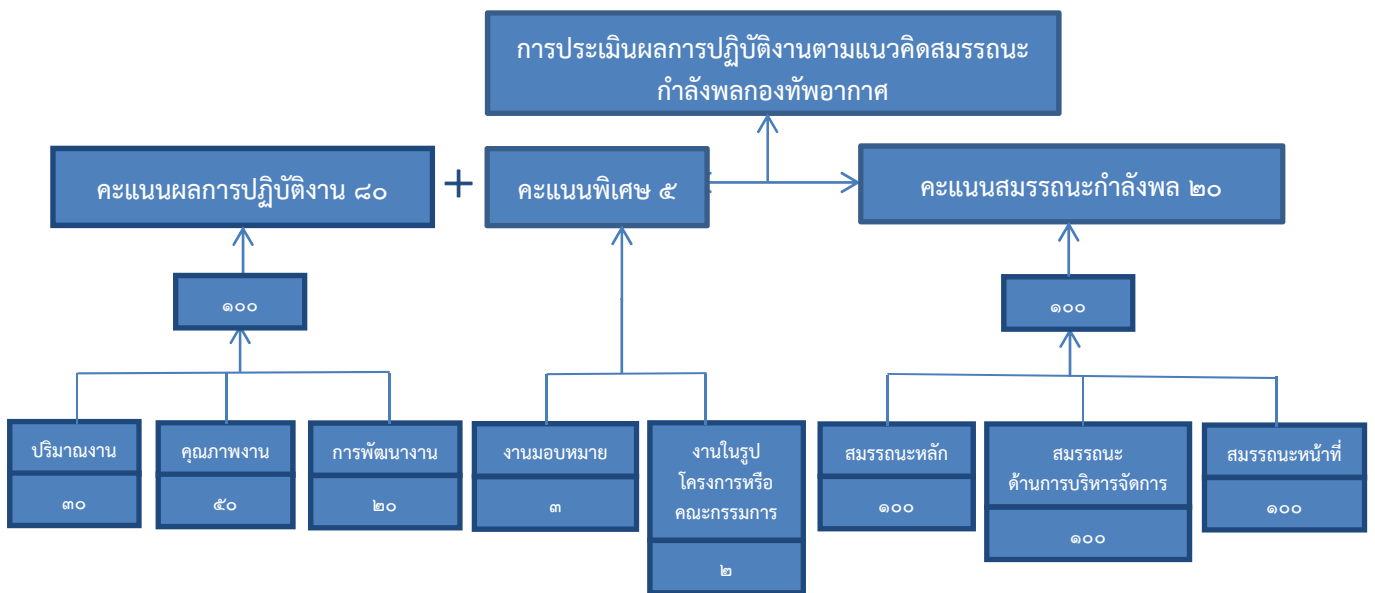 การประเมินผลการปฏิบัติงานตามแนวคิดสมรรถนะ
กำลังพลกองทัพอากาศ
คะแนนผลการปฏิบัติงาน ๘๐
+
คะแนนพิเศษ ๕
คะแนนสมรรถนะกำลังพล ๒๐
๑๐๐
๑๐๐
ปริมาณงาน
๓๐
คุณภาพงาน
๕๐
การพัฒนางาน
๒๐
งานมอบหมาย
๓
งานในรูป
โครงการหรือ
คณะกรรมการ
๒
สมรรถนะหลัก
๑๐๐
สมรรถนะ
ด้านการบริหารจัดการ
๑๐๐
สมรรถนะหน้าที่
๑๐๐